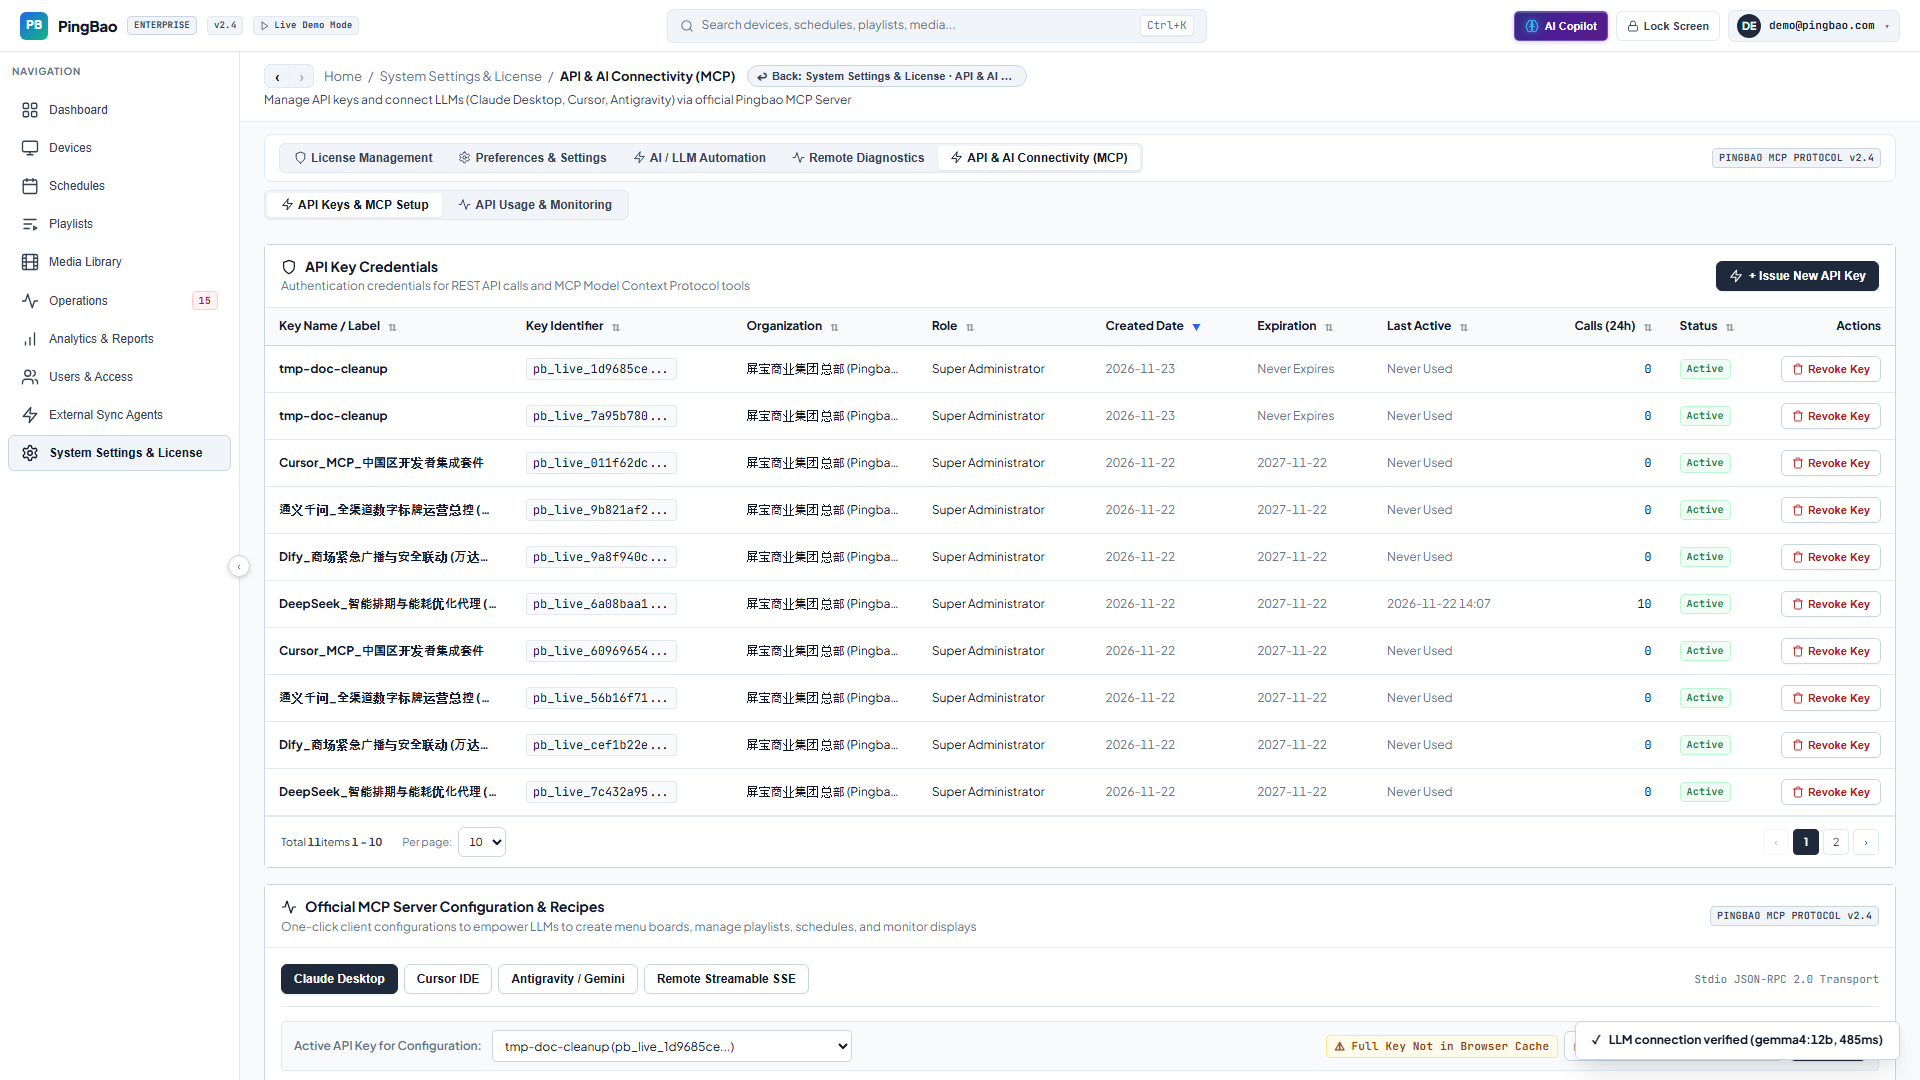 PB PingBao ENTERPRISE v2.4 Live Demo Mode Search devices, schedules, playlists, media... Ctrl+K AI Copilot Lock Screen DE demo@pingbao.com
NAVIGATION
Dashboard
Devices
Schedules
Playlists
Media Library
Operations 15
Analytics & Reports
Users & Access
External Sync Agents
System Settings & License
Home / System Settings & License / API & AI Connectivity (MCP) Back: System Settings & License · API & AI ...
Manage API keys and connect LLMs (Claude Desktop, Cursor, Antigravity) via official Pingbao MCP Server
License Management Preferences & Settings AI / LLM Automation Remote Diagnostics API & AI Connectivity (MCP) PINGBAO MCP PROTOCOL v2.4
API Keys & MCP Setup API Usage & Monitoring
API Key Credentials
Authentication credentials for REST API calls and MCP Model Context Protocol tools
+ Issue New API Key
Key Name / Label Key Identifier Organization Role Created Date Expiration Last Active Calls (24h) Status Actions
tmp-doc-cleanup pb_live_1d9685ce... 屏宝商业集团总部 (Pingba... Super Administrator 2026-11-23 Never Expires Never Used 0 Active Revoke Key
tmp-doc-cleanup pb_live_7a95b780... 屏宝商业集团总部 (Pingba... Super Administrator 2026-11-23 Never Expires Never Used 0 Active Revoke Key
Cursor_MCP_中国区开发者集成套件 pb_live_011f62dc... 屏宝商业集团总部 (Pingba... Super Administrator 2026-11-22 2027-11-22 Never Used 0 Active Revoke Key
通义千问_全渠道数字标牌运营总控 (... pb_live_9b821af2... 屏宝商业集团总部 (Pingba... Super Administrator 2026-11-22 2027-11-22 Never Used 0 Active Revoke Key
Dify_商场紧急广播与安全联动 (万达... pb_live_9a8f940c... 屏宝商业集团总部 (Pingba... Super Administrator 2026-11-22 2027-11-22 Never Used 0 Active Revoke Key
DeepSeek_智能排期与能耗优化代理 (... pb_live_6a08baa1... 屏宝商业集团总部 (Pingba... Super Administrator 2026-11-22 2027-11-22 2026-11-22 14:07 10 Active Revoke Key
Cursor_MCP_中国区开发者集成套件 pb_live_60969654... 屏宝商业集团总部 (Pingba... Super Administrator 2026-11-22 2027-11-22 Never Used 0 Active Revoke Key
通义千问_全渠道数字标牌运营总控 (... pb_live_56b16f71... 屏宝商业集团总部 (Pingba... Super Administrator 2026-11-22 2027-11-22 Never Used 0 Active Revoke Key
Dify_商场紧急广播与安全联动 (万达... pb_live_cef1b22e... 屏宝商业集团总部 (Pingba... Super Administrator 2026-11-22 2027-11-22 Never Used 0 Active Revoke Key
DeepSeek_智能排期与能耗优化代理 (... pb_live_7c432a95... 屏宝商业集团总部 (Pingba... Super Administrator 2026-11-22 2027-11-22 Never Used 0 Active Revoke Key
Total 11 items 1 - 10 Per page: 10 1 2
Official MCP Server Configuration & Recipes
One-click client configurations to empower LLMs to create menu boards, manage playlists, schedules, and monitor displays
PINGBAO MCP PROTOCOL v2.4
Claude Desktop Cursor IDE Antigravity / Gemini Remote Streamable SSE Stdio JSON-RPC 2.0 Transport
Active API Key for Configuration: tmp-doc-cleanup (pb_live_1d9685ce...) Full Key Not in Browser Cache
LLM connection verified (gemma4:12b, 485ms)